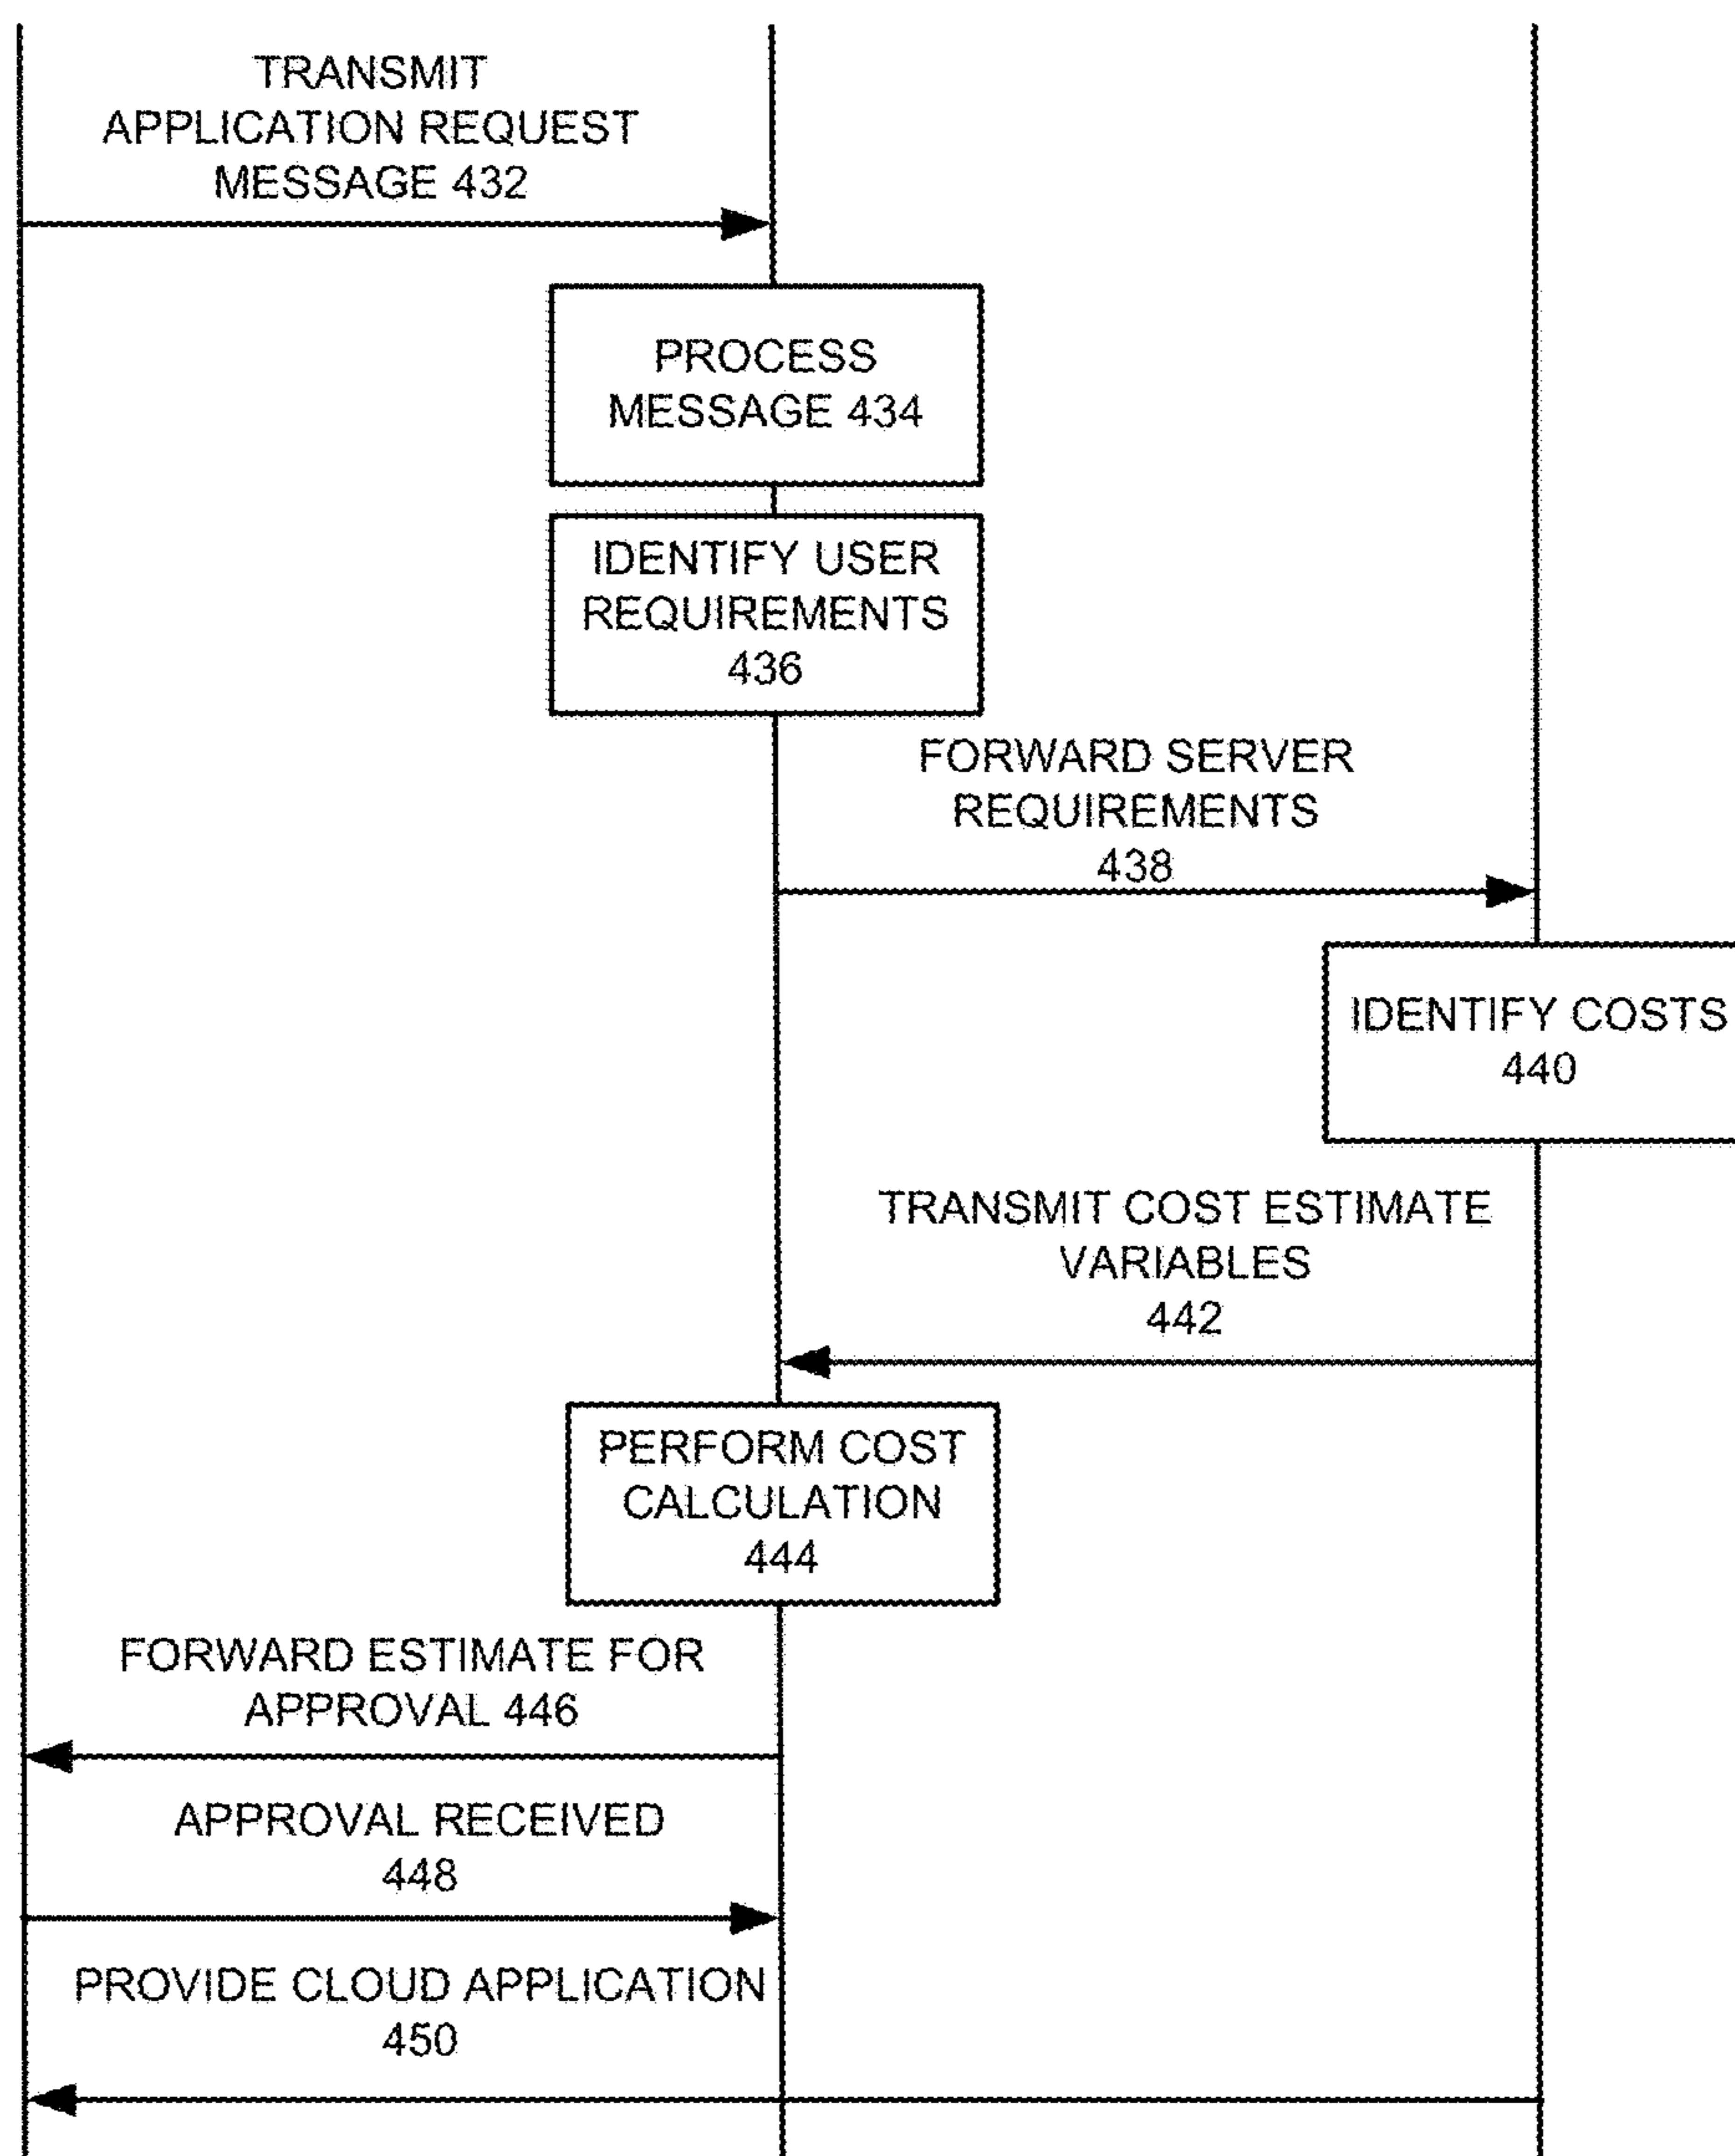 TRANSMIT
APPLICATION REQUEST
MESSAGE 432
PROCESS
MESSAGE 434
IDENTIFY USER
REQUIREMENTS
436
FORWARD SERVER
REQUIREMENTS
438
IDENTIFY COSTS
440
TRANSMIT COST ESTIMATE
VARIABLES
442
PERFORM COST
CALCULATION
444
FORWARD ESTIMATE FOR
APPROVAL 446
APPROVAL RECEIVED
448
PROVIDE CLOUD APPLICATION
450